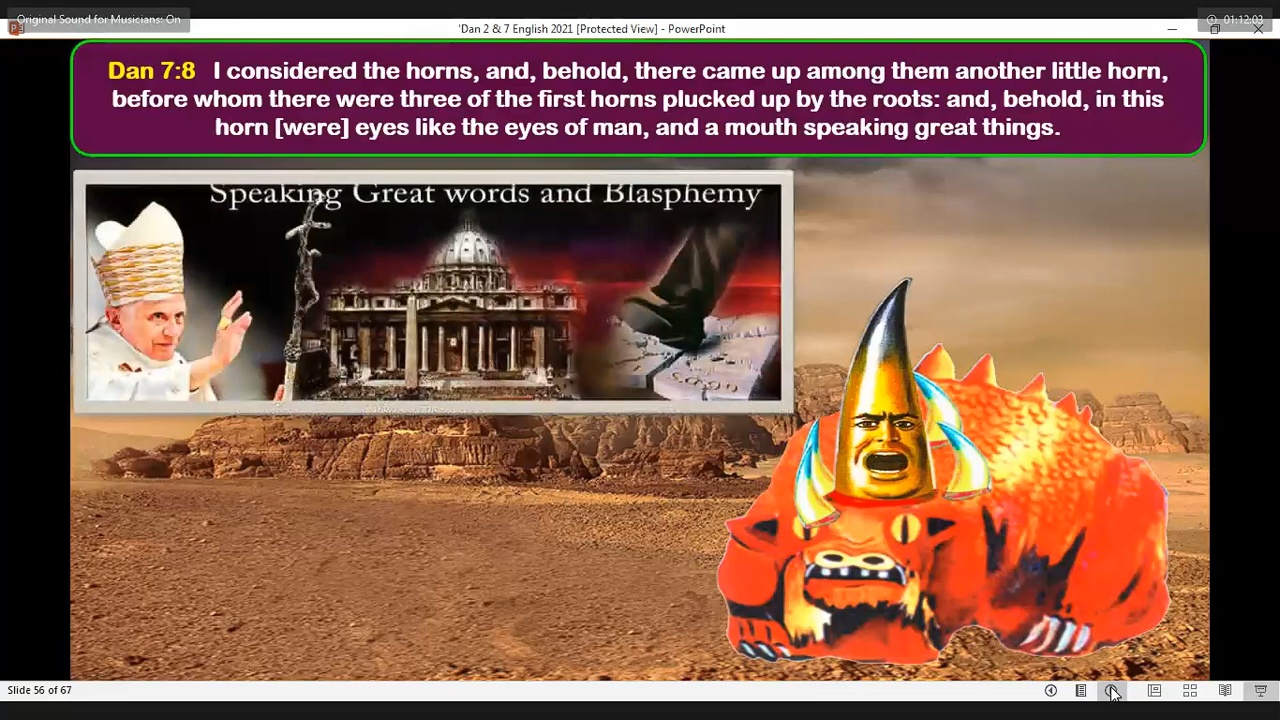 Original Sound for Musicians: On
01:12:03
'Dan 2 & 7 English 2021 [Protected View] - PowerPoint
Dan 7:8 I considered the horns, and, behold, there came up among them another little horn,
before whom there were three of the first horns plucked up by the roots: and, behold, in this
horn [were] eyes like the eyes of man, and a mouth speaking great things.
Speaking Great words and Blasphemy
Slide 56 of 67